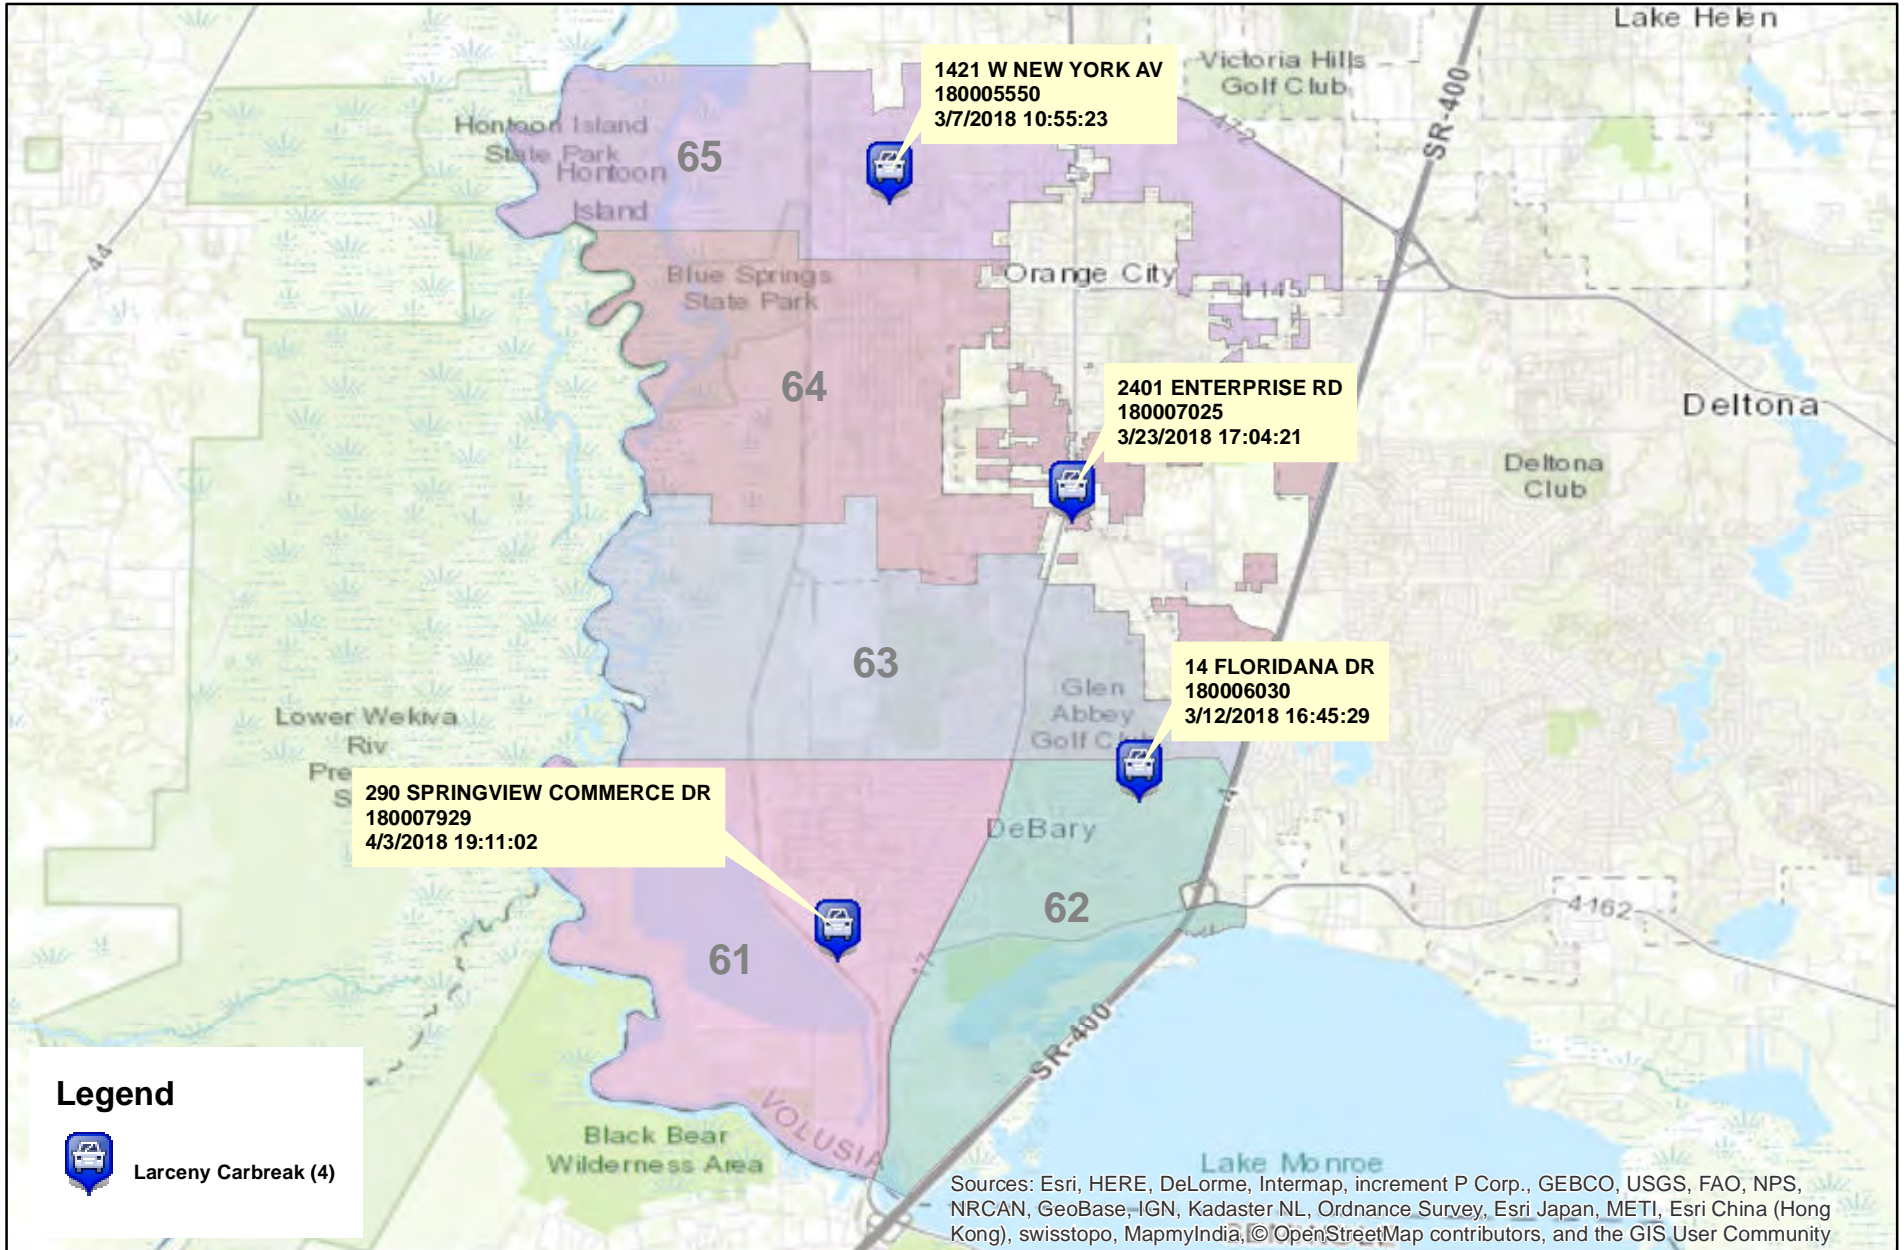 Lake Helen
Victoria Hills
Golf Club
SR-400
1421 W NEW YORK AV
180005550
3/7/2018 10:55:23
472
Hontoon Island
State Park
Hontoon
Island
65
44
Blue Springs
State Park
Orange City
4145
64
2401 ENTERPRISE RD
180007025
3/23/2018 17:04:21
Deltona
Deltona
Club
63
14 FLORIDANA DR
180006030
3/12/2018 16:45:29
Glen
Abbey
Golf Club
Lower Wekiva
Riv
Pre
S
290 SPRINGVIEW COMMERCE DR
180007929
4/3/2018 19:11:02
4
DeBary
62
4162
61
17
SR-400
VOLUSIA
Black Bear
Wilderness Area
Lake Monroe
Legend
Larceny Carbreak (4)
Sources: Esri, HERE, DeLorme, Intermap, increment P Corp., GEBCO, USGS, FAO, NPS,
NRCAN, GeoBase, IGN, Kadaster NL, Ordnance Survey, Esri Japan, METI, Esri China (Hong
Kong), swisstopo, MapmyIndia, © OpenStreetMap contributors, and the GIS User Community